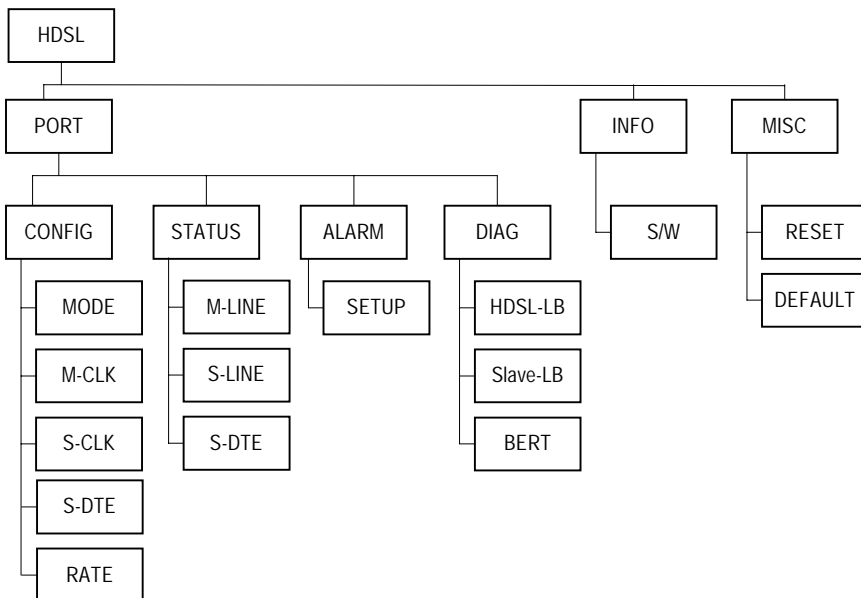 HDSL
PORT
INFO
MISC
CONFIG
STATUS
ALARM
DIAG
S/W
RESET
DEFAULT
MODE
M-CLK
S-CLK
S-DTE
RATE
M-LINE
S-LINE
S-DTE
SETUP
HDSL-LB
Slave-LB
BERT